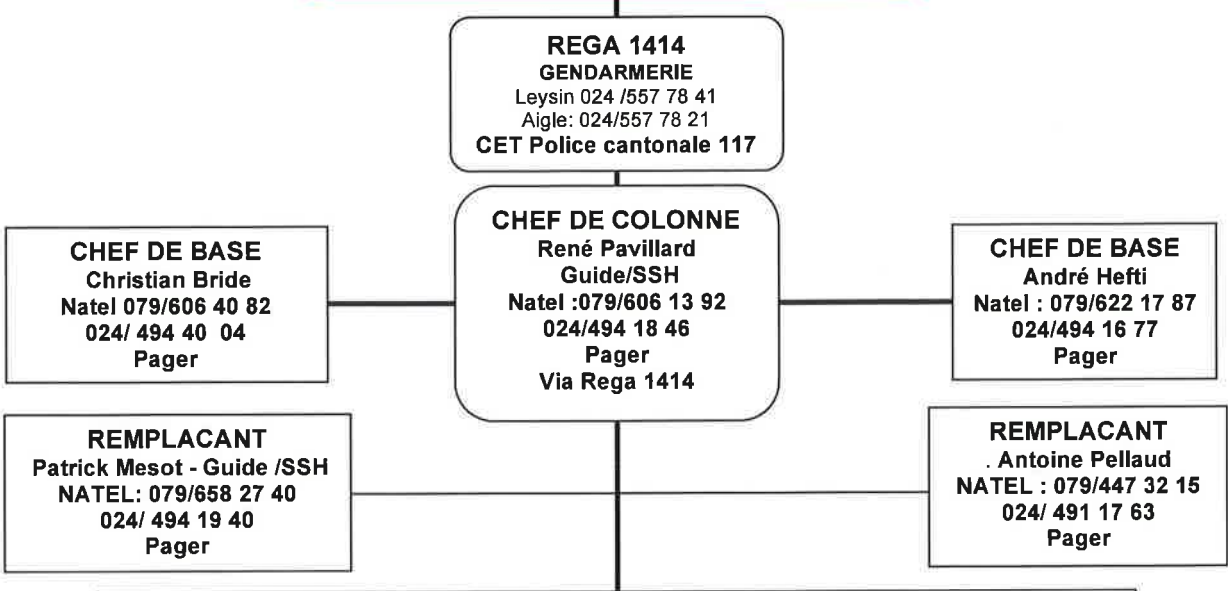 REGA 1414
GENDARMERIE
Leysin 024 /557 78 41
Aigle: 024/557 78 21
CET Police cantonale 117
CHEF DE BASE
Christian Bride
Natel 079/606 40 82
024/ 494 40 04
Pager
CHEF DE COLONNE
René Pavillard
Guide/SSH
Natel :079/606 13 92
024/494 18 46
Pager
Via Rega 1414
CHEF DE BASE
André Hefti
Natel : 079/622 17 87
024/494 16 77
Pager
REMPLACANT
Patrick Mesot - Guide /SSH
NATEL: 079/658 27 40
024/ 494 19 40
Pager
REMPLACANT
. Antoine Pellaud
NATEL : 079/447 32 15
024/ 491 17 63
Pager